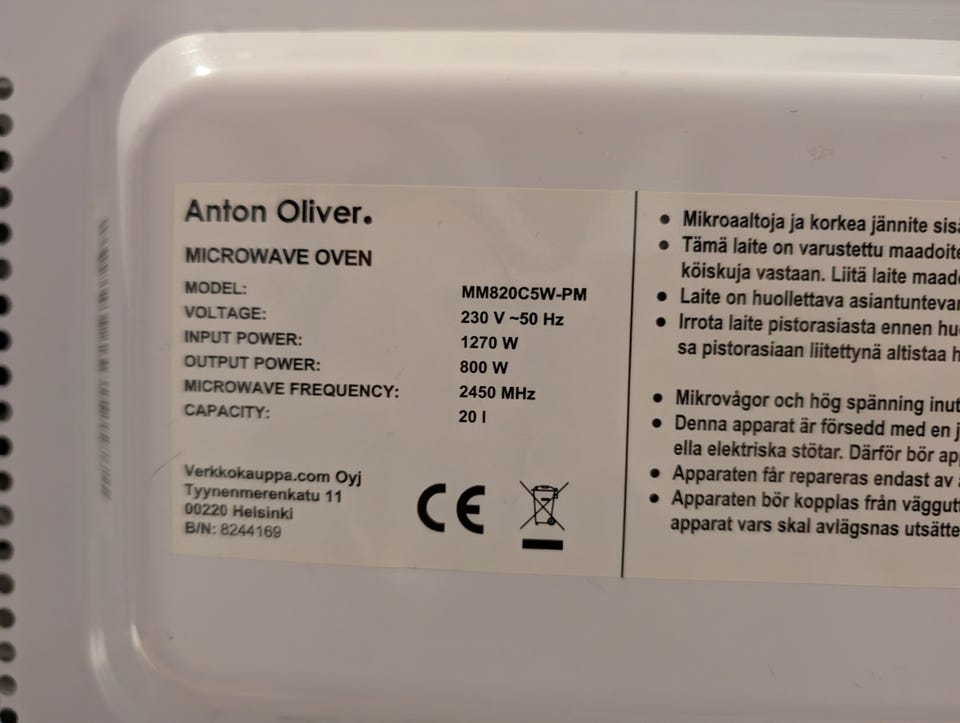 Anton Oliver.
MICROWAVE OVEN
MODEL: MM820C5W-PM
VOLTAGE: 230 V ~50 Hz
INPUT POWER: 1270 W
OUTPUT POWER: 800 W
MICROWAVE FREQUENCY: 2450 MHz
CAPACITY: 20 l
Verkkokauppa.com Oyj
Tyynenmerenkatu 11
00220 Helsinki
B/N: 8244169
CE
• Mikroaaltoja ja korkea jännite
• Tämä laite on varustettu
köiskuja vastaan. Liitä laite
• Laite on huollettava
• Irrota laite pistorasiasta ennen
sa pistorasiaan liitettynä altistaa
• Mikrovågor och hög spänning
• Denna apparat är försedd med en
ella elektriska stötar. Därför bör
• Apparaten får repareras endast av
• Apparaten bör kopplas från
apparat vars skal avlägsnas